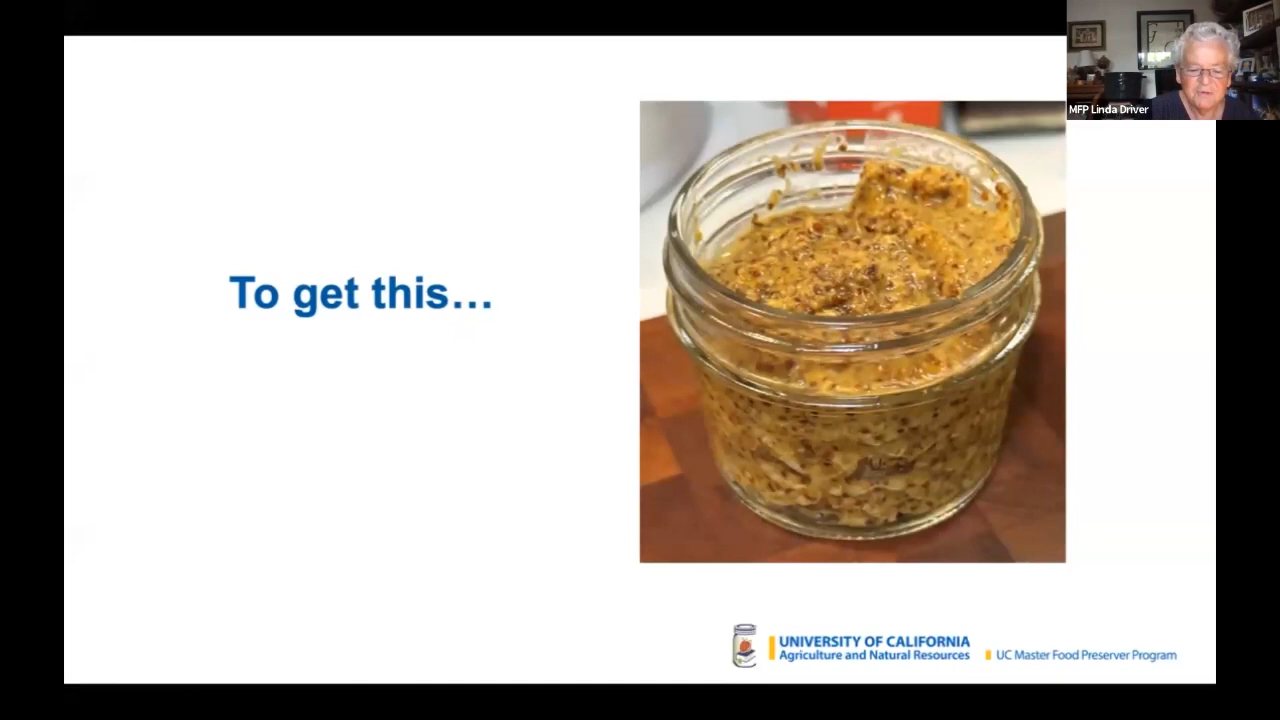 MFP Linda Driver
To get this...
UNIVERSITY OF CALIFORNIA
Agriculture and Natural Resources
UC Master Food Preserver Program